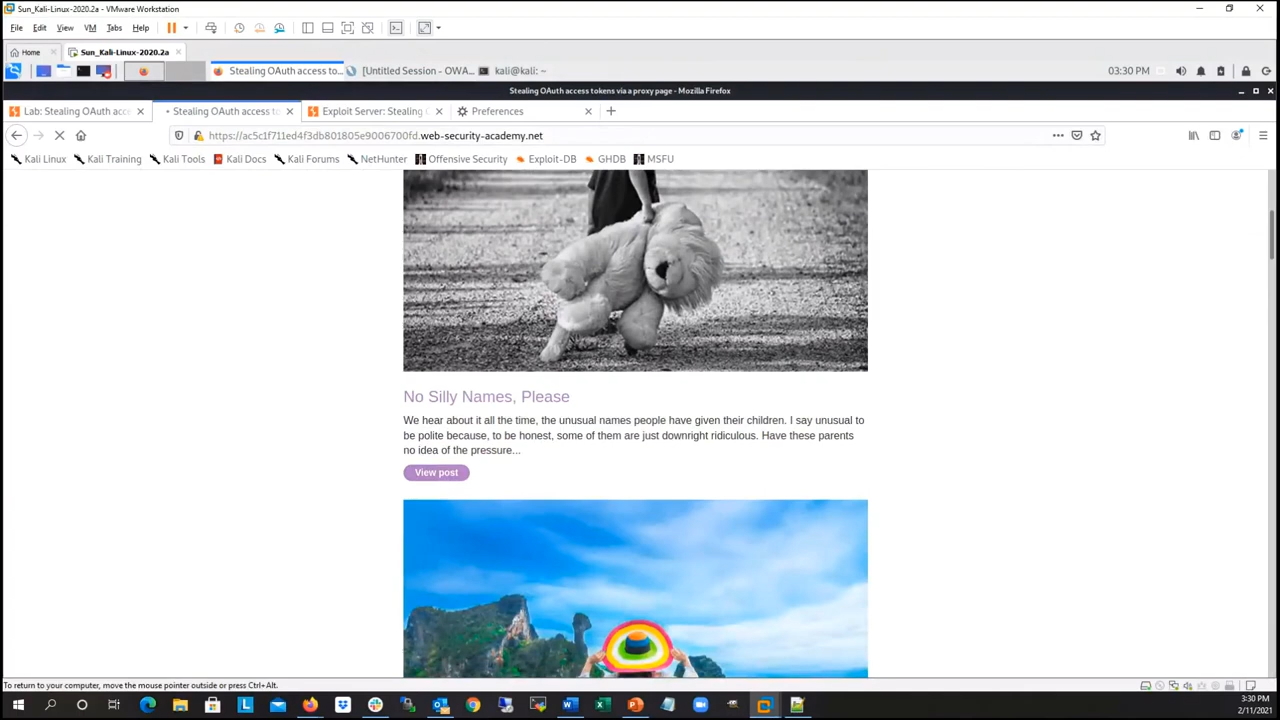 Sun_Kali-Linux-2020.2a - VMware Workstation
File Edit View VM Tabs Help
Home Sun_Kali-Linux-2020.2a
Stealing OAuth access to... [Untitled Session - OWA... kali@kali: ~ 03:30 PM
Stealing OAuth access tokens via a proxy page - Mozilla Firefox
Lab: Stealing OAuth acce Stealing OAuth access to Exploit Server: Stealing Preferences
https://ac5c1f711ed4f3db801805e9006700fd.web-security-academy.net
Kali Linux Kali Training Kali Tools Kali Docs Kali Forums NetHunter Offensive Security Exploit-DB GHDB MSFU
No Silly Names, Please
We hear about it all the time, the unusual names people have given their children. I say unusual to
be polite because, to be honest, some of them are just downright ridiculous. Have these parents
no idea of the pressure...
View post
To return to your computer, move the mouse pointer outside or press Ctrl+Alt.
3:30 PM
2/11/2021